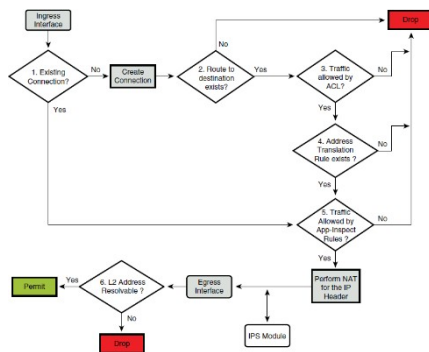 Ingress
Interface
Drop
No
1. Existing
Connection?
No
Create
Connection
2. Route to
destination
exists?
Yes
3. Traffic
allowed by
ACL?
No
Yes
Yes
4. Address
Translation
Rule exists ?
No
Yes
5. Traffic
Allowed by
App-Inspect
Rules ?
No
Yes
Perform NAT
for the IP
Header
Egress
Interface
6. L2 Address
Resolvable ?
Yes
Permit
No
Drop
IPS Module